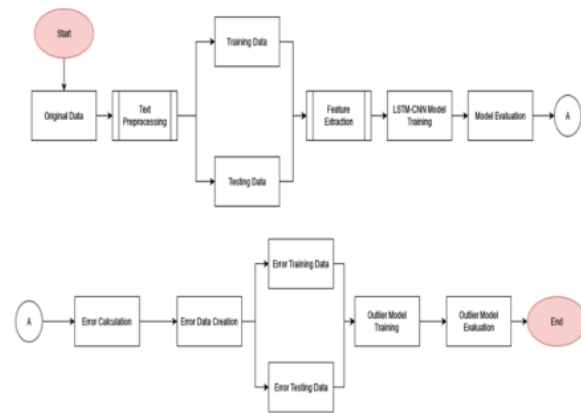 Start
Training Data
Original Data
Text
Preprocessing
Feature
Extraction
LSTM-CNN Model
Training
Model Evaluation
A
Testing Data
Error Training Data
A
Error Calculation
Error Data Creation
Outlier Model
Training
Outlier Model
Evaluation
End
Error Testing Data